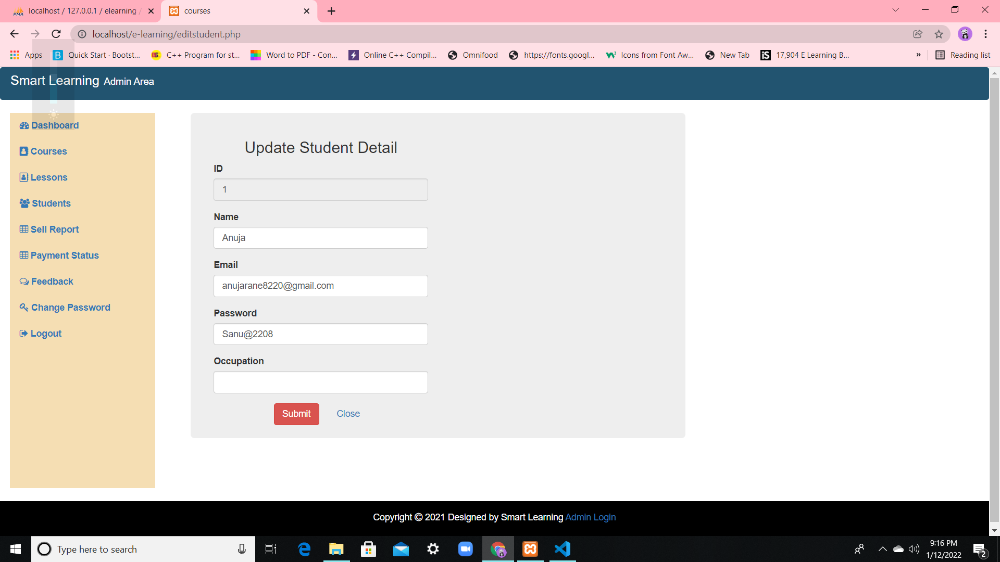 localhost / 127.0.0.1 / elearning /
courses
localhost/e-learning/editstudent.php
Apps
Quick Start · Bootst...
C++ Program for st...
Word to PDF - Con...
Online C++ Compil...
Omnifood
https://fonts.googl...
Icons from Font Aw...
New Tab
17,904 E Learning B...
»
Reading list
Smart Learning Admin Area
Dashboard
Courses
Lessons
Students
Sell Report
Payment Status
Feedback
Change Password
Logout
Update Student Detail
ID
1
Name
Anuja
Email
anujarane8220@gmail.com
Password
Sanu@2208
Occupation
Submit Close
Copyright © 2021 Designed by Smart Learning Admin Login
Type here to search
9:16 PM
1/12/2022
2